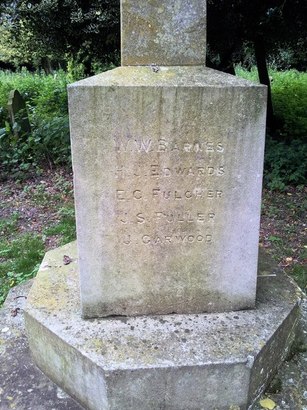 W.W. BARNES
H.J. EDWARDS
E.C. FULCHER
J.S. FULLER
J. GARWOOD